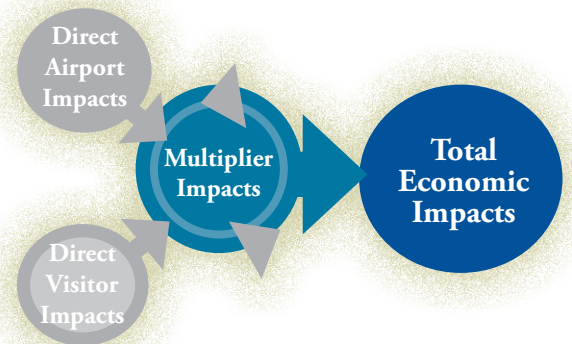 Direct
Airport
Impacts
Multiplier
Impacts
Total
Economic
Impacts
Direct
Visitor
Impacts